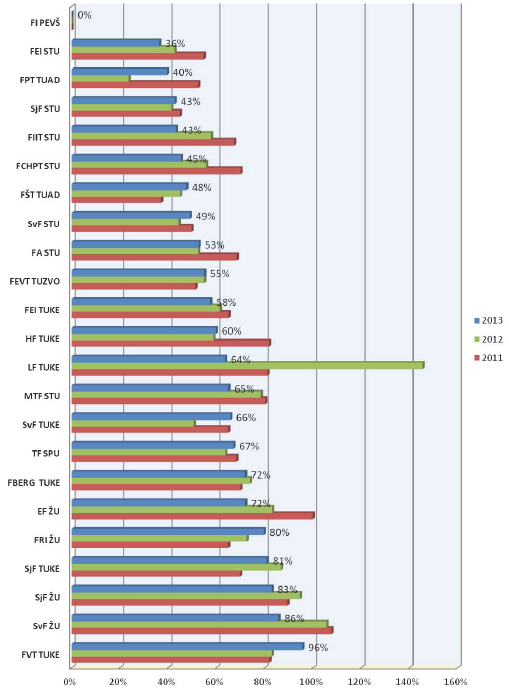 FI PEVŠ 0%
FEI STU 36%
FPT TUAD 40%
SjF STU 43%
FIIT STU 43%
FCHPT STU 45%
FŠT TUAD 48%
SvF STU 49%
FA STU 53%
FEVT TUZVO 55%
FEI TUKE 58%
HF TUKE 60%
LF TUKE 64%
MTF STU 65%
SvF TUKE 66%
TF SPU 67%
FBERG TUKE 72%
EF ŽU 72%
FRI ŽU 80%
SjF TUKE 81%
SjF ŽU 83%
SvF ŽU 86%
FVT TUKE 96%
0% 20% 40% 60% 80% 100% 120% 140% 160%
2013
2012
2011